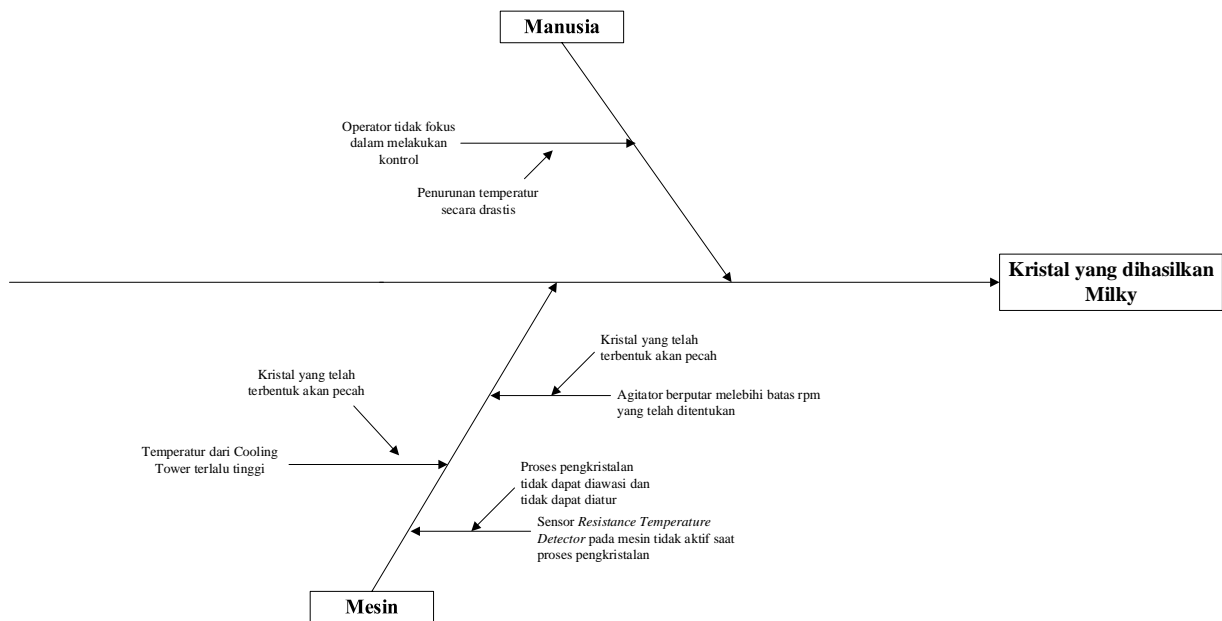 Manusia
Operator tidak fokus
dalam melakukan
kontrol
Penurunan temperatur
secara drastis
Kristal yang dihasilkan
Milky
Kristal yang telah
terbentuk akan pecah
Agitator berputar melebihi batas rpm
yang telah ditentukan
Kristal yang telah
terbentuk akan pecah
Temperatur dari Cooling
Tower terlalu tinggi
Proses pengkristalan
tidak dapat diawasi dan
tidak dapat diatur
Sensor Resistance Temperature
Detector pada mesin tidak aktif saat
proses pengkristalan
Mesin